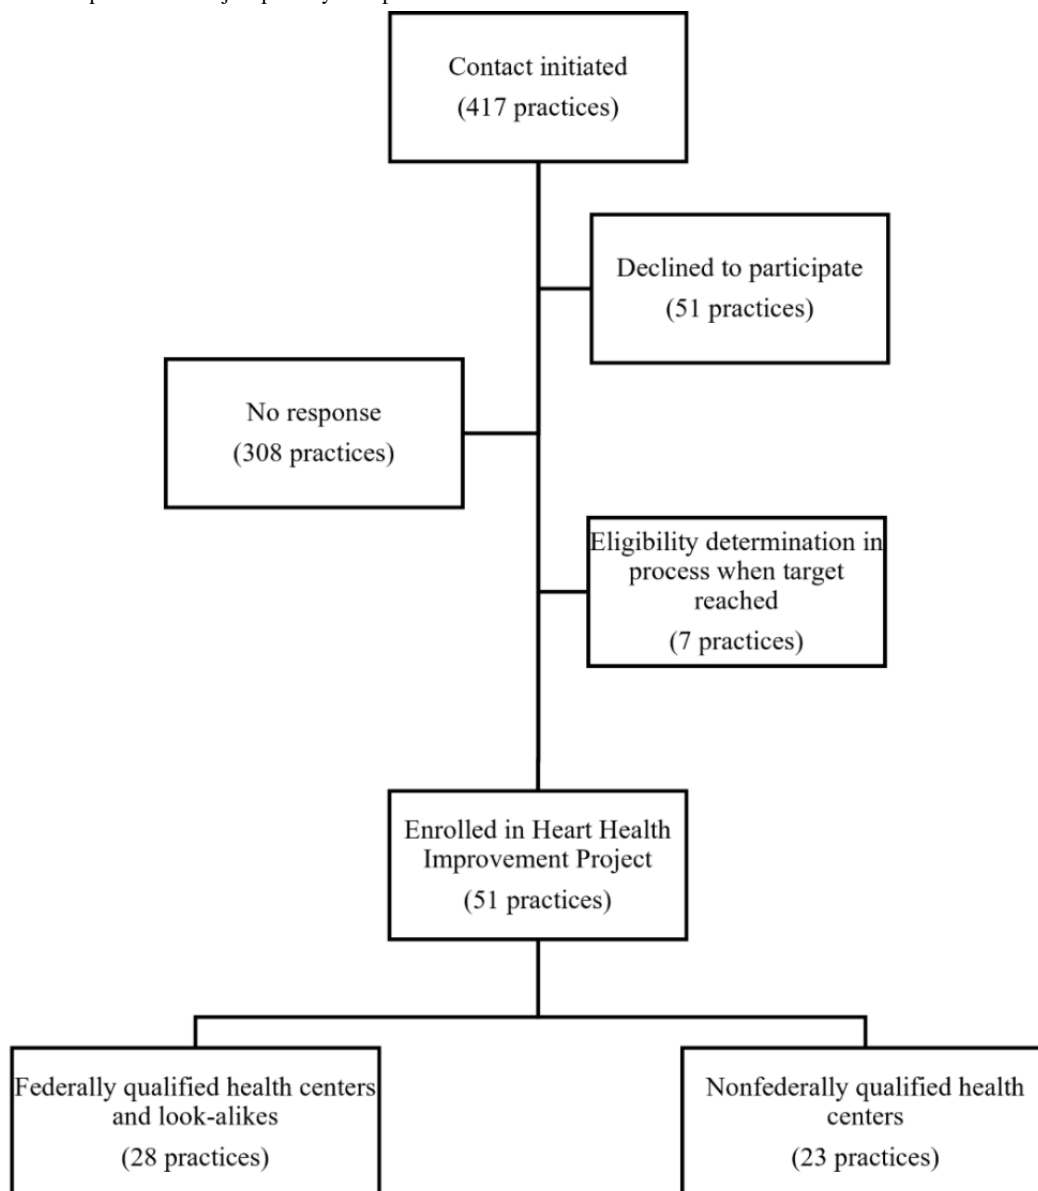 Contact initiated
(417 practices)
Declined to participate
(51 practices)
No response
(308 practices)
Eligibility determination in
process when target
reached
(7 practices)
Enrolled in Heart Health
Improvement Project
(51 practices)
Federally qualified health centers
and look-alikes
(28 practices)
Nonfederally qualified health
centers
(23 practices)